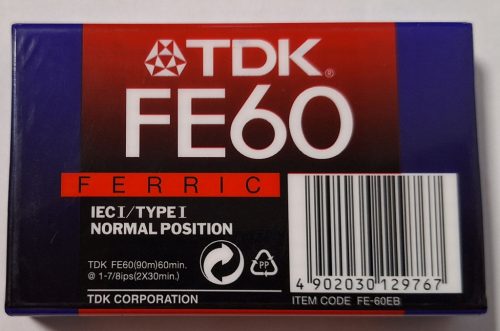 TDK®
FE60
FERRIC
IEC I/TYPE I
NORMAL POSITION
TDK FE60(90m)60min.
@ 1-7/8ips(2X30min.)
TDK CORPORATION
PP
4 902030 129767
ITEM CODE FE-60EB